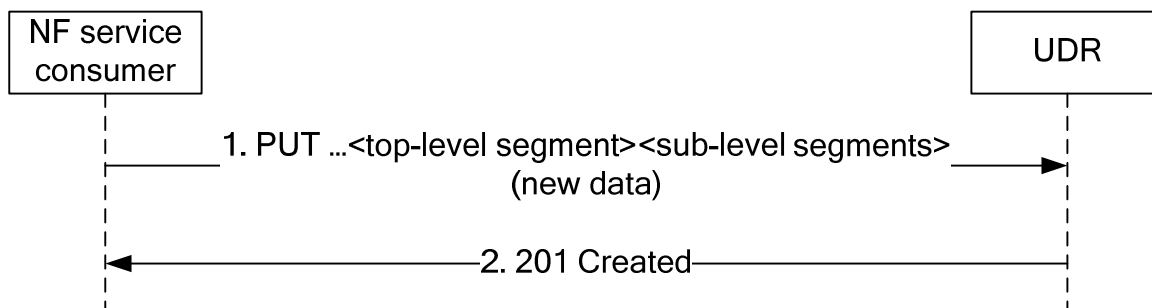 NF service
consumer
UDR
1. PUT ...<top-level segment><sub-level segments>
(new data)
2. 201 Created